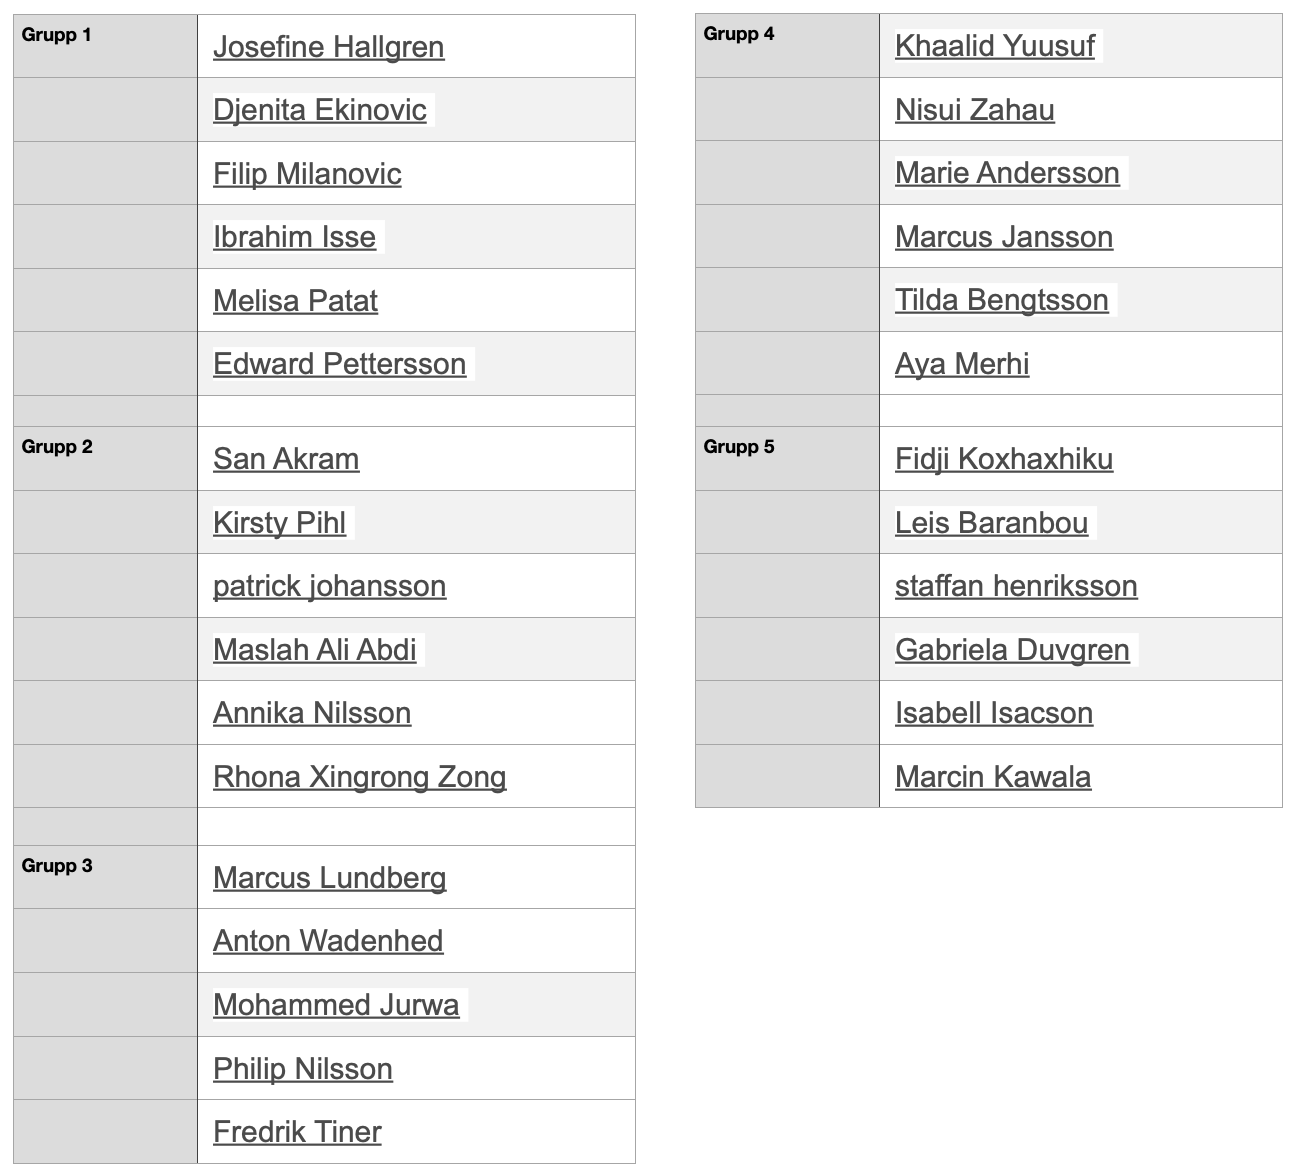 Grupp 1
Josefine Hallgren
Djenita Ekinovic
Filip Milanovic
Ibrahim Isse
Melisa Patat
Edward Pettersson
Grupp 2
San Akram
Kirsty Pihl
patrick johansson
Maslah Ali Abdi
Annika Nilsson
Rhona Xingrong Zong
Grupp 3
Marcus Lundberg
Anton Wadenhed
Mohammed Jurwa
Philip Nilsson
Fredrik Tiner
Grupp 4
Khaalid Yuusuf
Nisui Zahau
Marie Andersson
Marcus Jansson
Tilda Bengtsson
Aya Merhi
Grupp 5
Fidji Koxhaxhiku
Leis Baranbou
staffan henriksson
Gabriela Duvgren
Isabell Isacson
Marcin Kawala